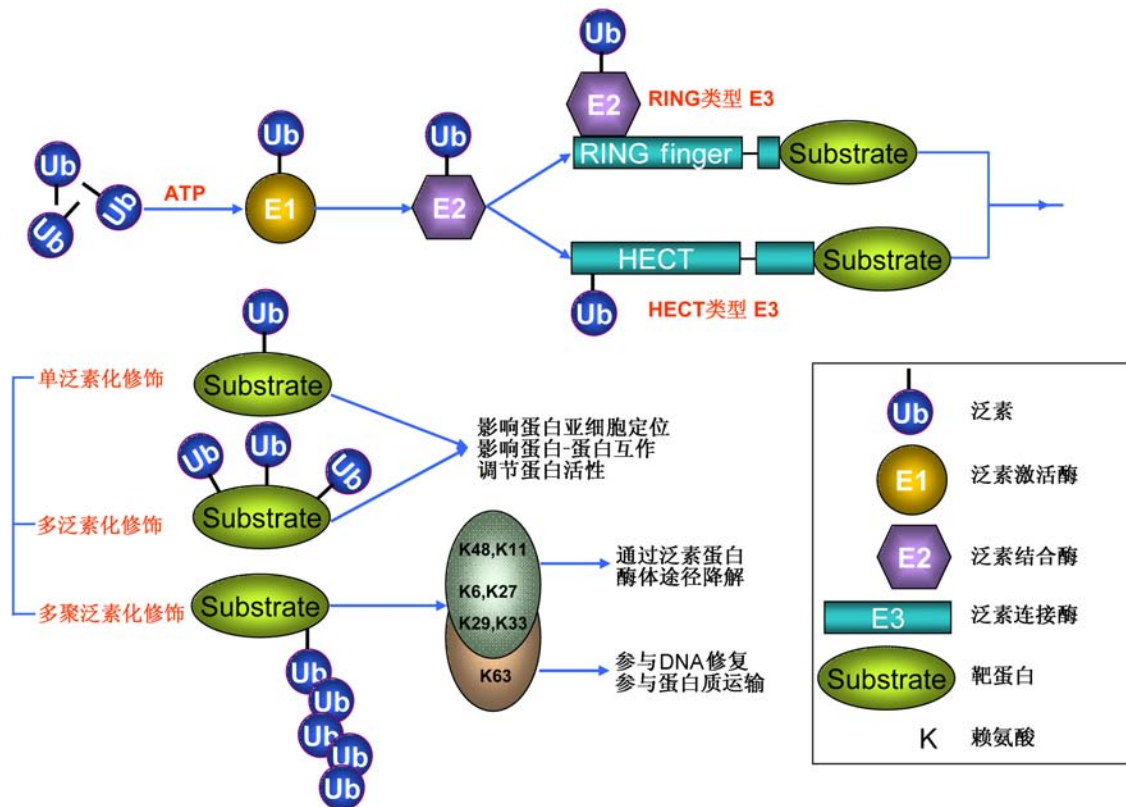 Ub
E2
RING类型 E3
RING finger
Substrate
Ub
Ub
Ub
Ub
Ub
ATP
E1
E2
HECT
Substrate
Ub
HECT类型 E3
Ub
单泛素化修饰
Substrate
Ub
Ub
Ub
多泛素化修饰
Substrate
影响蛋白亚细胞定位
影响蛋白-蛋白互作
调节蛋白活性
多聚泛素化修饰
Substrate
Ub
Ub
Ub
Ub
Ub
K48,K11
K6,K27
K29,K33
K63
通过泛素蛋白
酶体途径降解
参与DNA修复
参与蛋白质运输
Ub 泛素
E1 泛素激活酶
E2 泛素结合酶
E3 泛素连接酶
Substrate 靶蛋白
K 赖氨酸